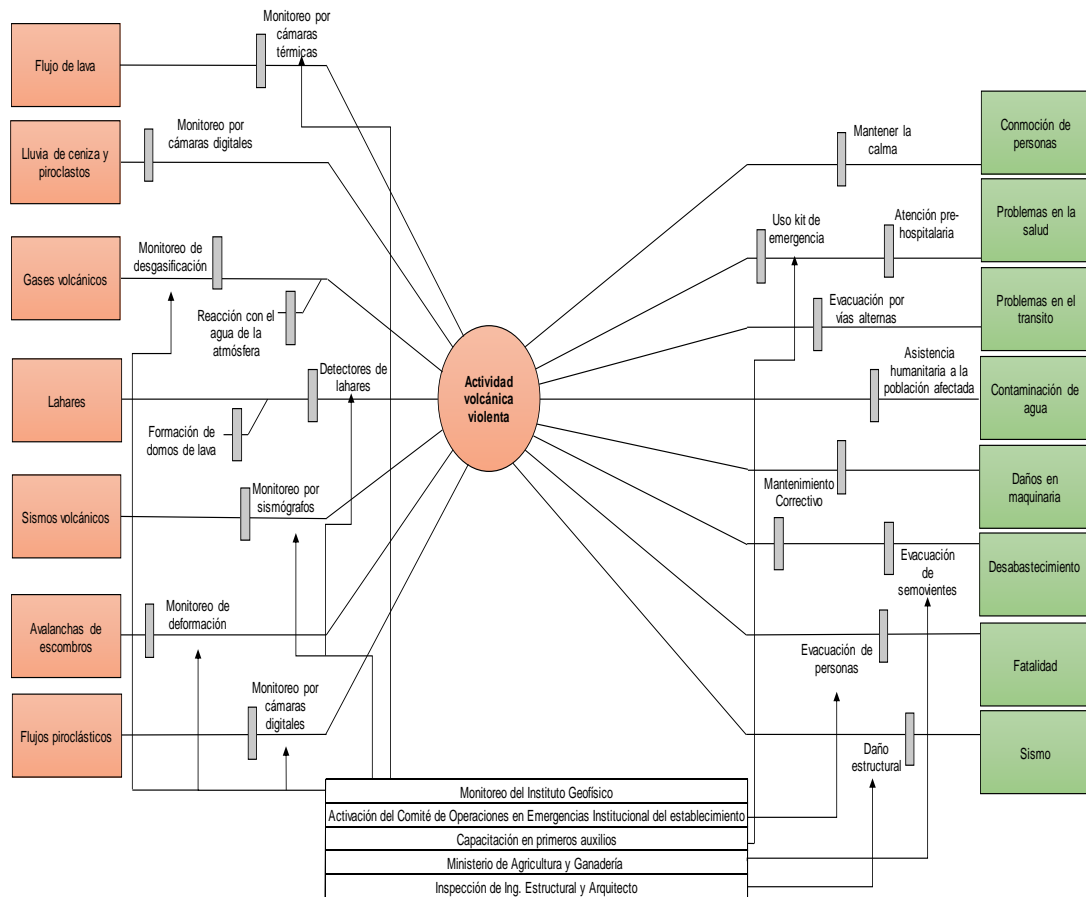 Flujo de lava
Monitoreo por
cámaras
térmicas
Lluvia de ceniza y
piroclastos
Monitoreo por
cámaras digitales
Gases volcánicos
Monitoreo de
desgasificación
Reacción con el
agua de la
atmósfera
Lahares
Detectores de
lahares
Formación de
domos de lava
Sismos volcánicos
Monitoreo por
sismógrafos
Avalanchas de
escombros
Monitoreo de
deformación
Flujos piroclásticos
Monitoreo por
cámaras
digitales
Actividad
volcánica
violenta
Mantener la
calma
Conmoción de
personas
Uso kit de
emergencia
Atención pre-
hospitalaria
Problemas en la
salud
Evacuación por
vías alternas
Problemas en el
transito
Asistencia
humanitaria a la
población afectada
Contaminación de
agua
Daños en
maquinaria
Mantenimiento
Correctivo
Evacuación
de
semovientes
Desabastecimiento
Evacuación de
personas
Fatalidad
Daño
estructural
Sismo
Monitoreo del Instituto Geofísico
Activación del Comité de Operaciones en Emergencias Institucional del establecimiento
Capacitación en primeros auxilios
Ministerio de Agricultura y Ganadería
Inspección de Ing. Estructural y Arquitecto